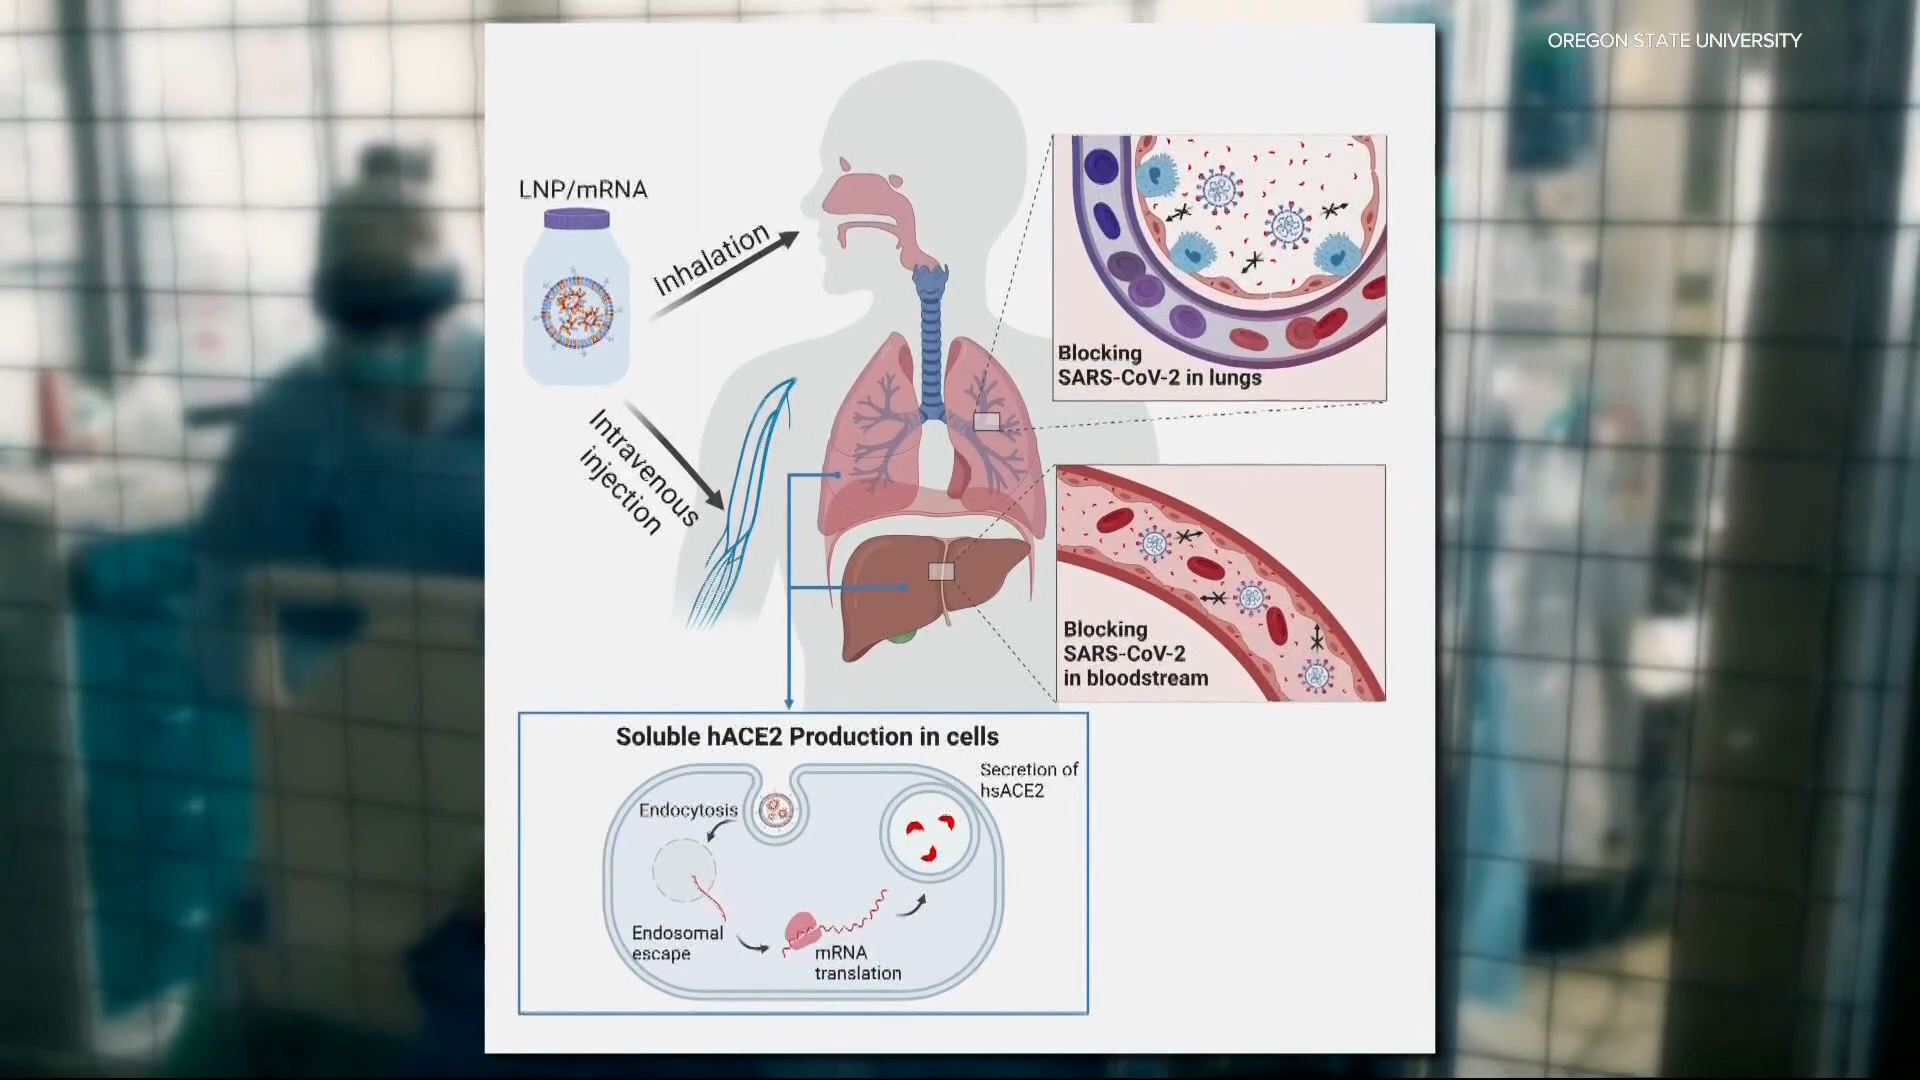 OREGON STATE UNIVERSITY
LNP/mRNA
Inhalation
Intravenous
injection
Blocking
SARS-CoV-2 in lungs
Blocking
SARS-CoV-2
in bloodstream
Soluble hACE2 Production in cells
Secretion of
hsACE2
Endocytosis
Endosomal
escape
mRNA
translation